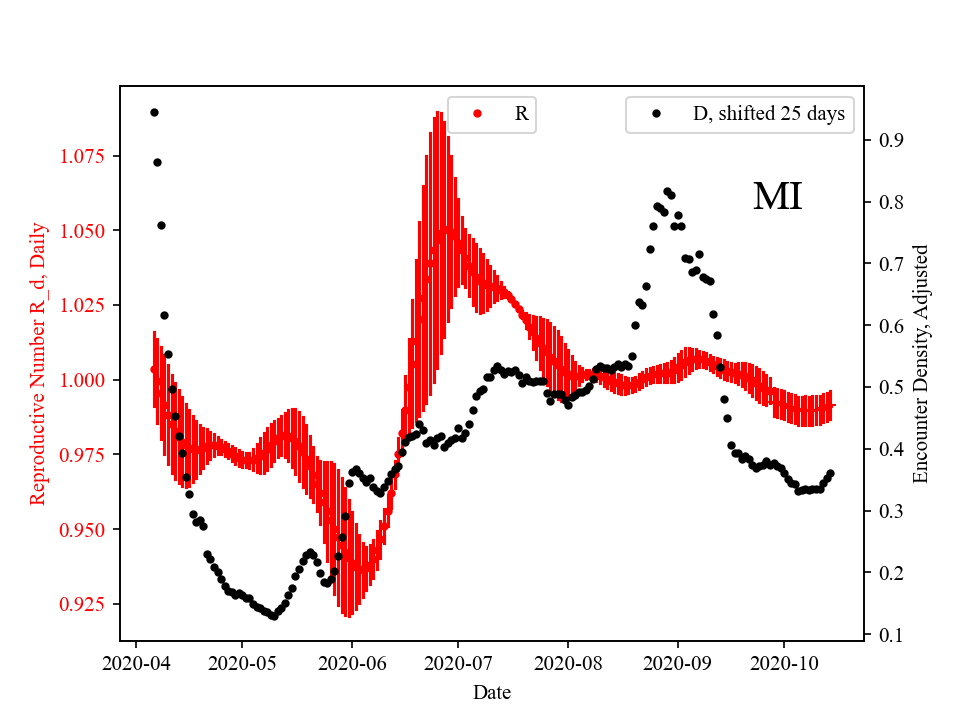 R
D, shifted 25 days
MI
Reproductive Number R_d, Daily
1.075
1.050
1.025
1.000
0.975
0.950
0.925
0.9
0.8
0.7
0.6
0.5
0.4
0.3
0.2
0.1
Encounter Density, Adjusted
2020-04 2020-05 2020-06 2020-07 2020-08 2020-09 2020-10
Date